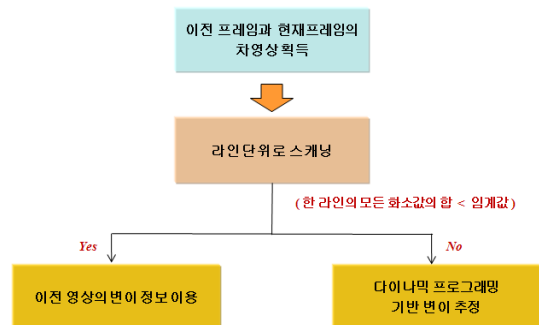 이전 프레임과 현재프레임의
차영상 획득
라인단위로 스캐닝
( 한 라인의 모든 화소값의 합 < 임계값 )
Yes
No
이전 영상의 변이 정보 이용
다이나믹 프로그래밍
기반 변이 추정